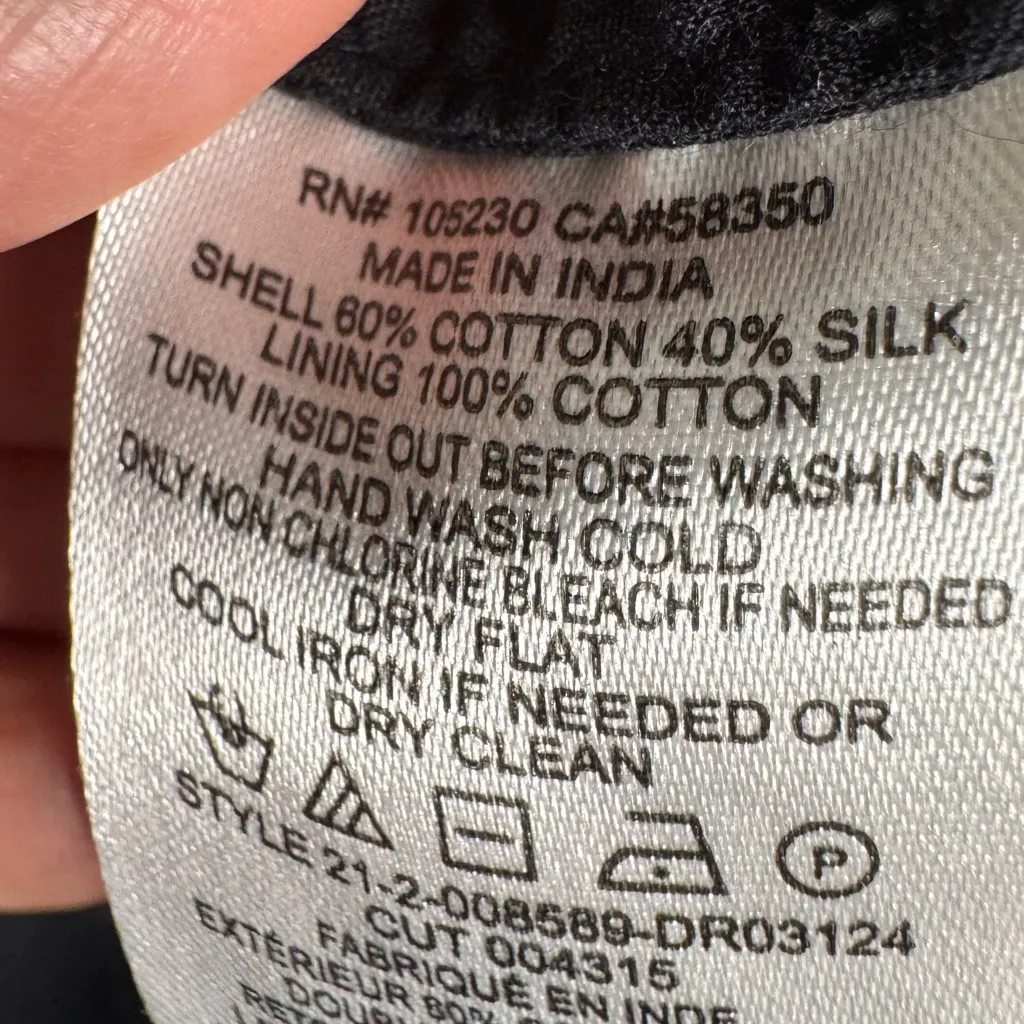 RN# 105230 CA#58350
MADE IN INDIA
SHELL 60% COTTON 40% SILK
LINING 100% COTTON
TURN INSIDE OUT BEFORE WASHING
HAND WASH COLD
ONLY NON CHLORINE BLEACH IF NEEDED
DRY FLAT
COOL IRON IF NEEDED OR
DRY CLEAN
P
STYLE 21-2-008589-DR03124
CUT 004315
FABRIQUÉ EN INDE
EXTÉRIEUR 60%